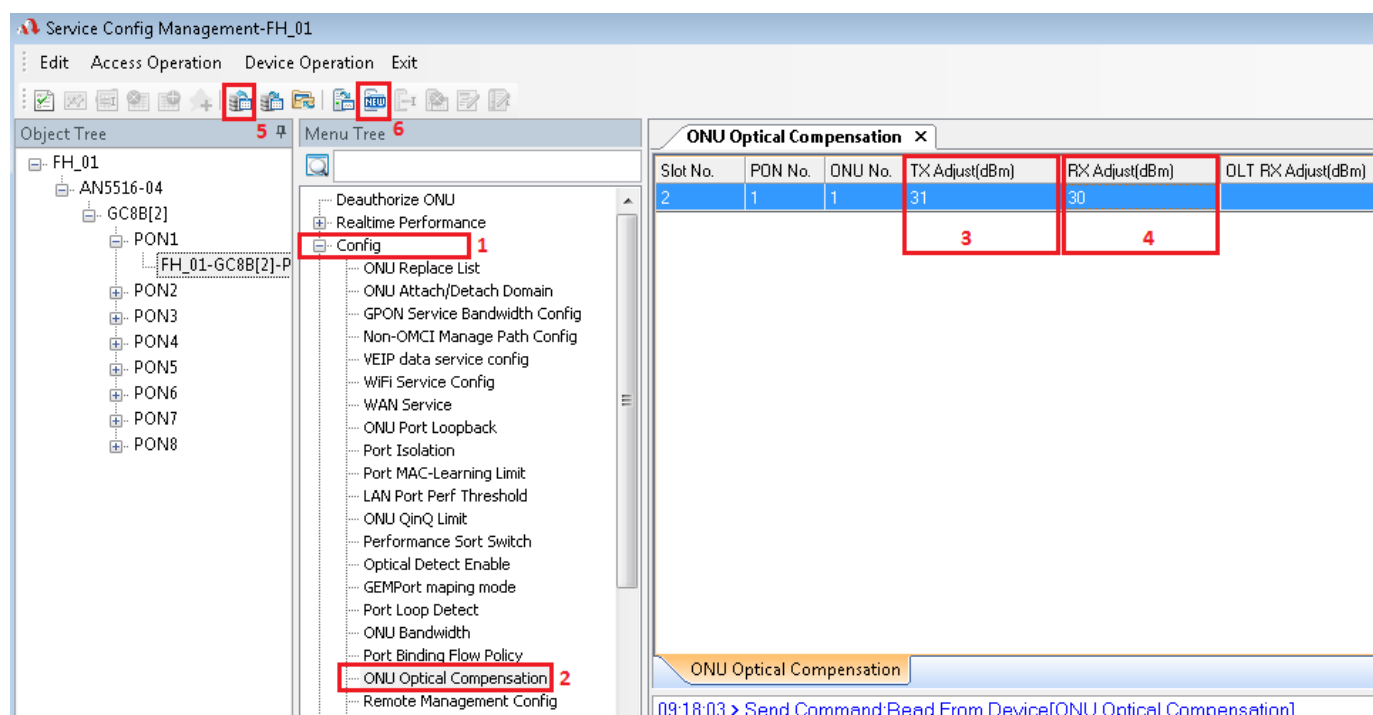 Service Config Management-FH_01
Edit Access Operation Device Operation Exit
NEW
5
6
Object Tree
FH_01
AN5516-04
GC8B[2]
PON1
FH_01-GC8B[2]-P
PON2
PON3
PON4
PON5
PON6
PON7
PON8
Menu Tree
Deauthorize ONU
Realtime Performance
Config 1
ONU Replace List
ONU Attach/Detach Domain
GPON Service Bandwidth Config
Non-OMCI Manage Path Config
VEIP data service config
WiFi Service Config
WAN Service
ONU Port Loopback
Port Isolation
Port MAC-Learning Limit
LAN Port Perf Threshold
ONU QinQ Limit
Performance Sort Switch
Optical Detect Enable
GEMPort maping mode
Port Loop Detect
ONU Bandwidth
Port Binding Flow Policy
ONU Optical Compensation 2
Remote Management Config
ONU Optical Compensation X
Slot No. PON No. ONU No. TX Adjust(dBm) RX Adjust(dBm) OLT RX Adjust(dBm)
2 1 1 31 30
3 4
ONU Optical Compensation
09:18:03 > Send Command:Read From Device[ONU Optical Compensation]